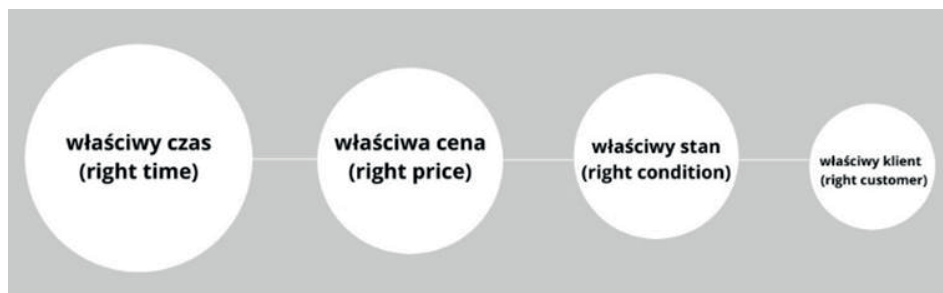 właściwy czas
(right time)
właściwa cena
(right price)
właściwy stan
(right condition)
właściwy klient
(right customer)